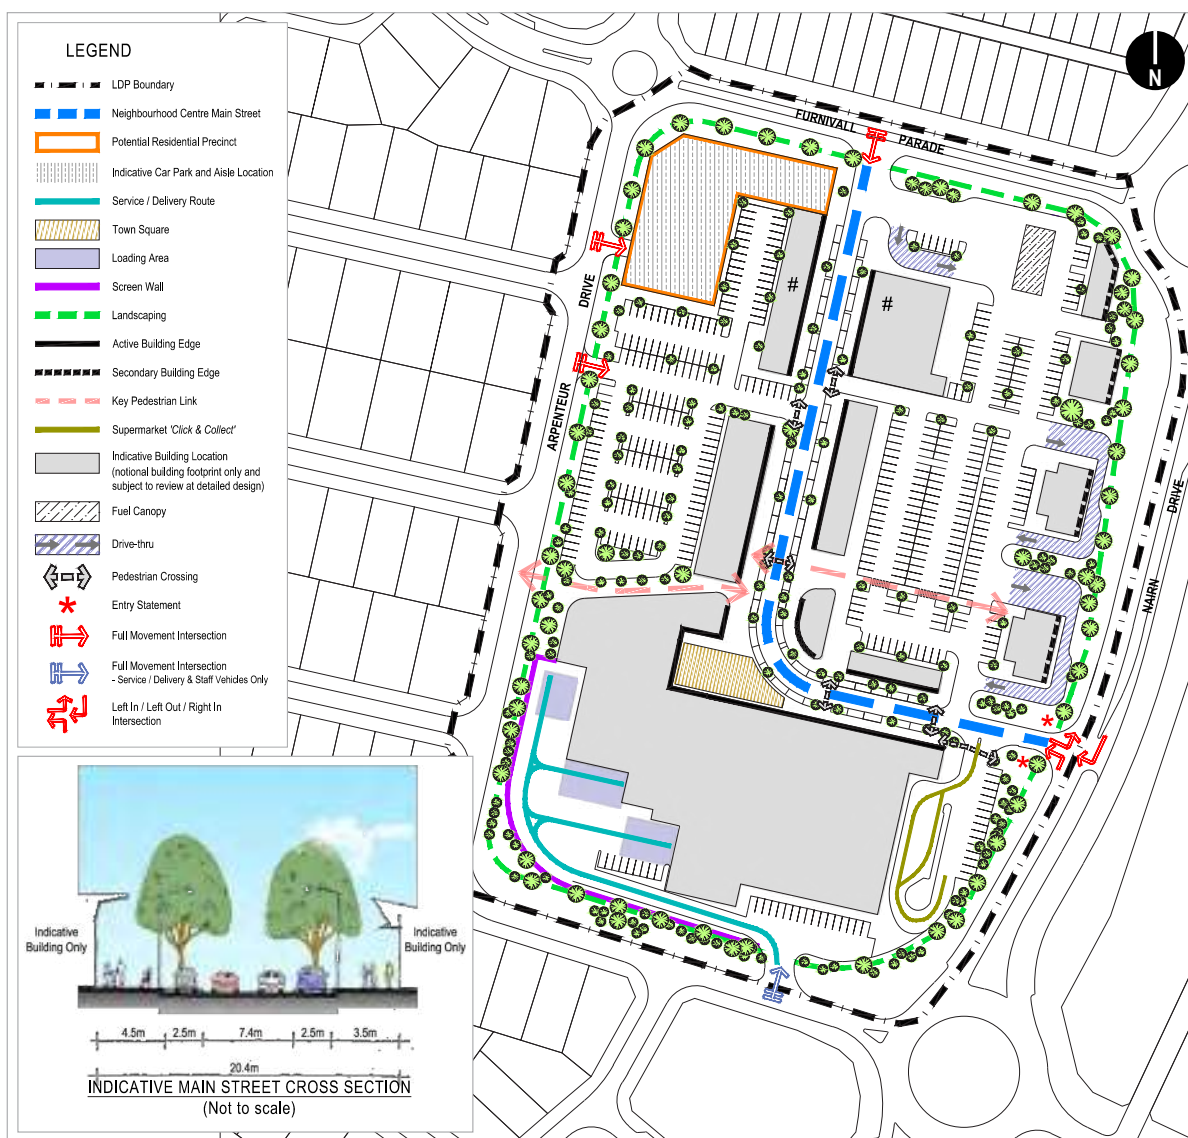 LEGEND
LDP Boundary
Neighbourhood Centre Main Street
Potential Residential Precinct
Indicative Car Park and Aisle Location
Service / Delivery Route
Town Square
Loading Area
Screen Wall
Landscaping
Active Building Edge
Secondary Building Edge
Key Pedestrian Link
Supermarket 'Click & Collect'
Indicative Building Location
(notional building footprint only and
subject to review at detailed design)
Fuel Canopy
Drive-thru
Pedestrian Crossing
Entry Statement
Full Movement Intersection
Full Movement Intersection
- Service / Delivery & Staff Vehicles Only
Left In / Left Out / Right In
Intersection
N
FURNIVALL PARADE
ARPENTEUR DRIVE
NAIRN DRIVE
#
#
Indicative
Building Only
Indicative
Building Only
4.5m 2.5m 7.4m 2.5m 3.5m
20.4m
INDICATIVE MAIN STREET CROSS SECTION
(Not to scale)